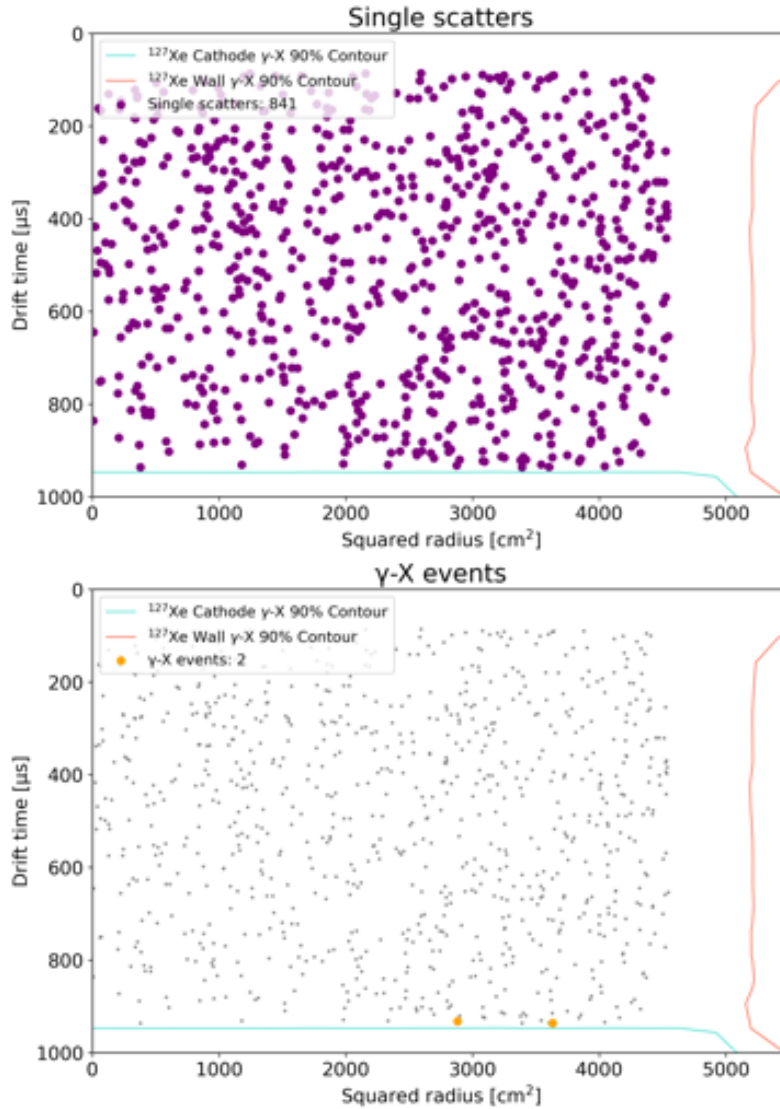 Single scatters
¹²⁷Xe Cathode γ-X 90% Contour
¹²⁷Xe Wall γ-X 90% Contour
Single scatters: 841
0
200
400
600
800
1000
Drift time [μs]
0 1000 2000 3000 4000 5000
Squared radius [cm²]
γ-X events
¹²⁷Xe Cathode γ-X 90% Contour
¹²⁷Xe Wall γ-X 90% Contour
γ-X events: 2
0
200
400
600
800
1000
Drift time [μs]
0 1000 2000 3000 4000 5000
Squared radius [cm²]